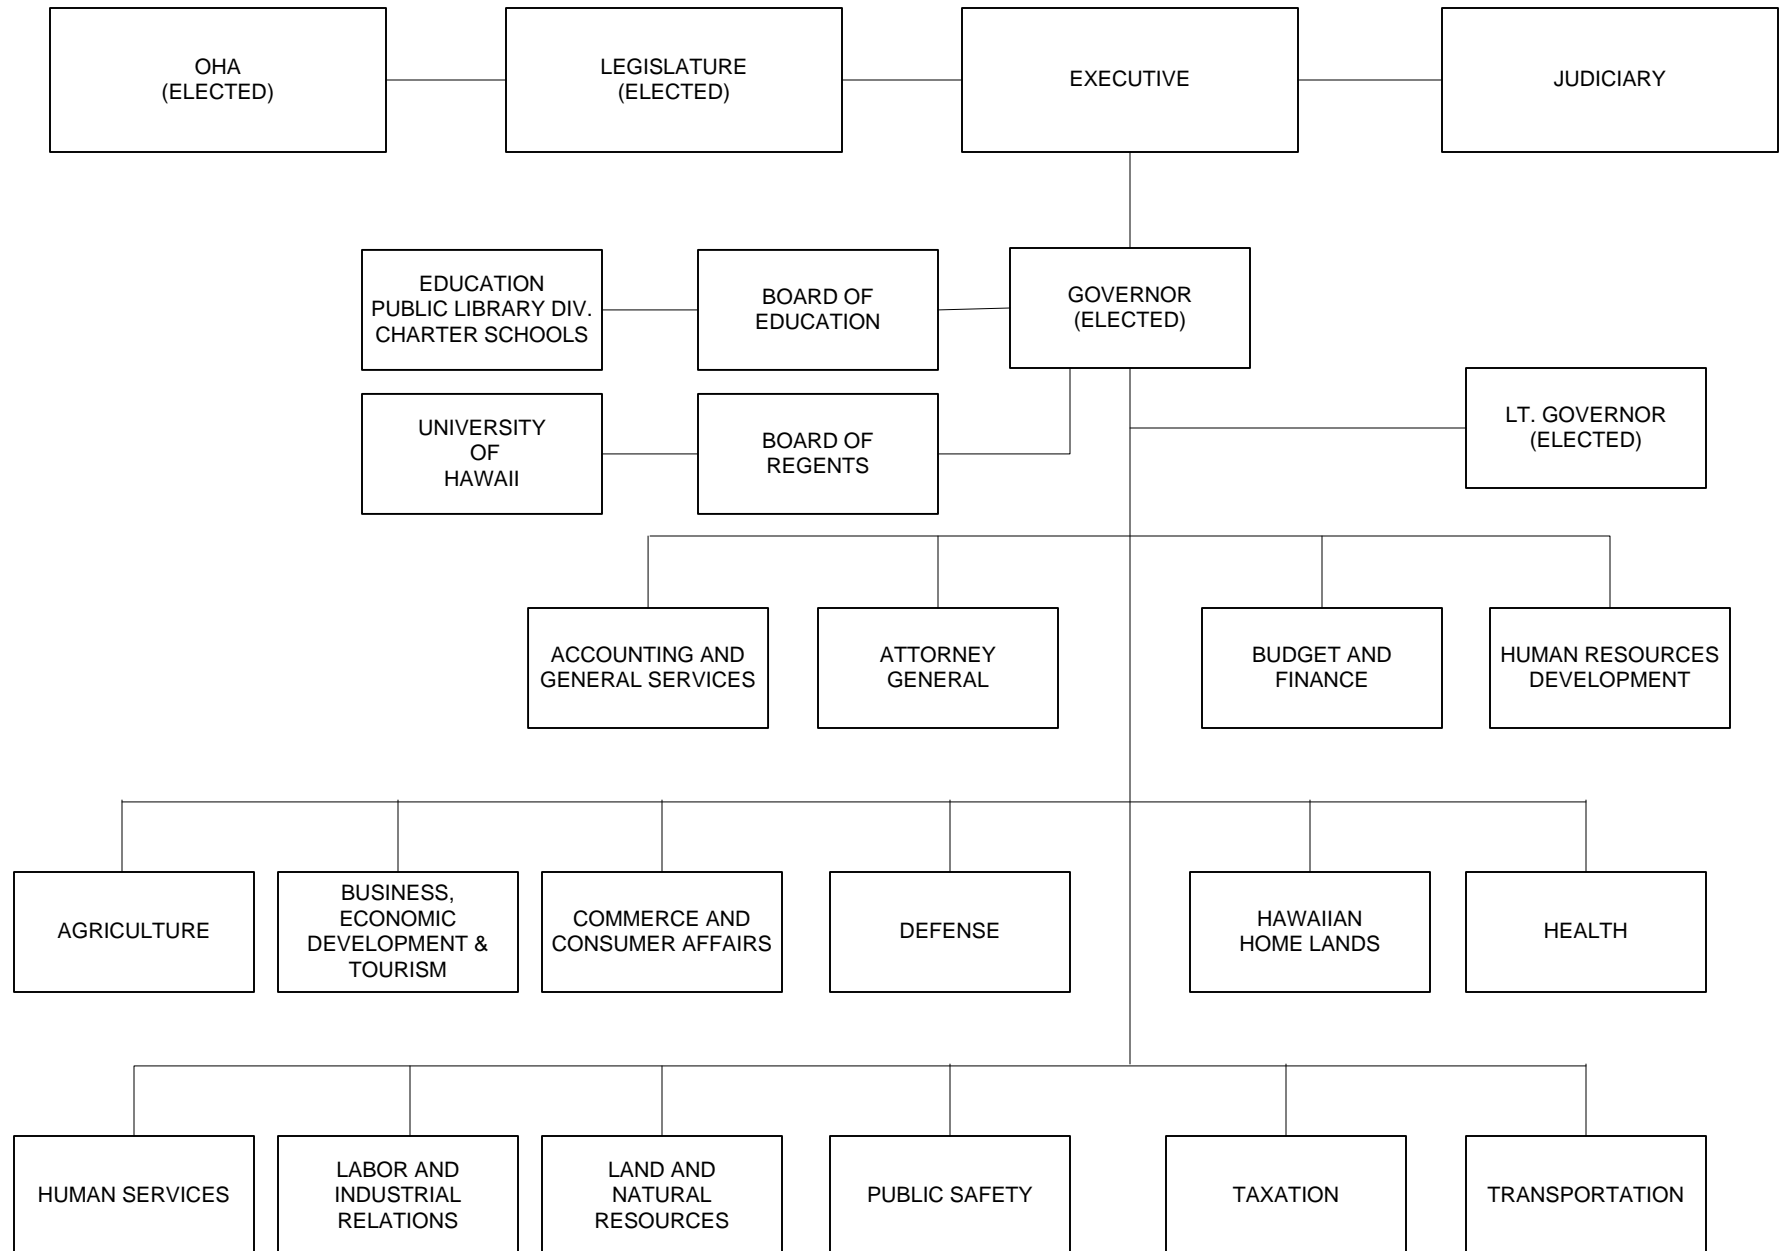 OHA
(ELECTED)
LEGISLATURE
(ELECTED)
EXECUTIVE
JUDICIARY
EDUCATION
PUBLIC LIBRARY DIV.
CHARTER SCHOOLS
BOARD OF
EDUCATION
GOVERNOR
(ELECTED)
UNIVERSITY
OF
HAWAII
BOARD OF
REGENTS
LT. GOVERNOR
(ELECTED)
ACCOUNTING AND
GENERAL SERVICES
ATTORNEY
GENERAL
BUDGET AND
FINANCE
HUMAN RESOURCES
DEVELOPMENT
AGRICULTURE
BUSINESS,
ECONOMIC
DEVELOPMENT &
TOURISM
COMMERCE AND
CONSUMER AFFAIRS
DEFENSE
HAWAIIAN
HOME LANDS
HEALTH
HUMAN SERVICES
LABOR AND
INDUSTRIAL
RELATIONS
LAND AND
NATURAL
RESOURCES
PUBLIC SAFETY
TAXATION
TRANSPORTATION